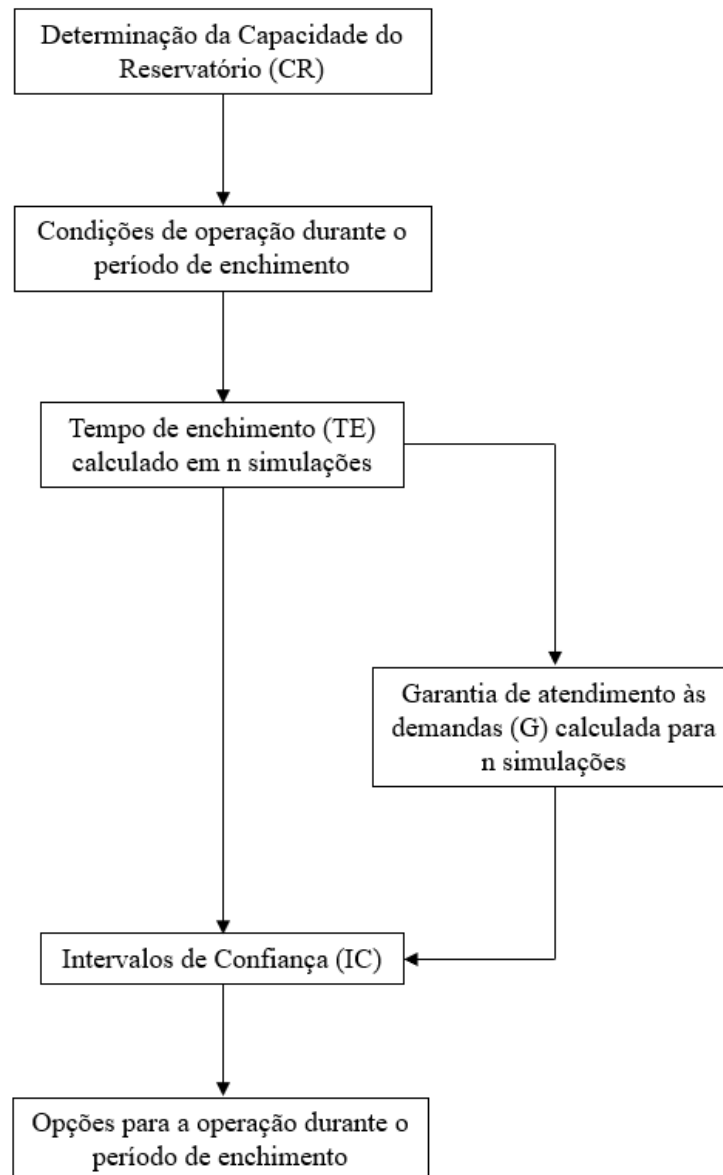 Determinação da Capacidade do
Reservatório (CR)
Condições de operação durante o
período de enchimento
Tempo de enchimento (TE)
calculado em n simulações
Garantia de atendimento às
demandas (G) calculada para
n simulações
Intervalos de Confiança (IC)
Opções para a operação durante o
período de enchimento